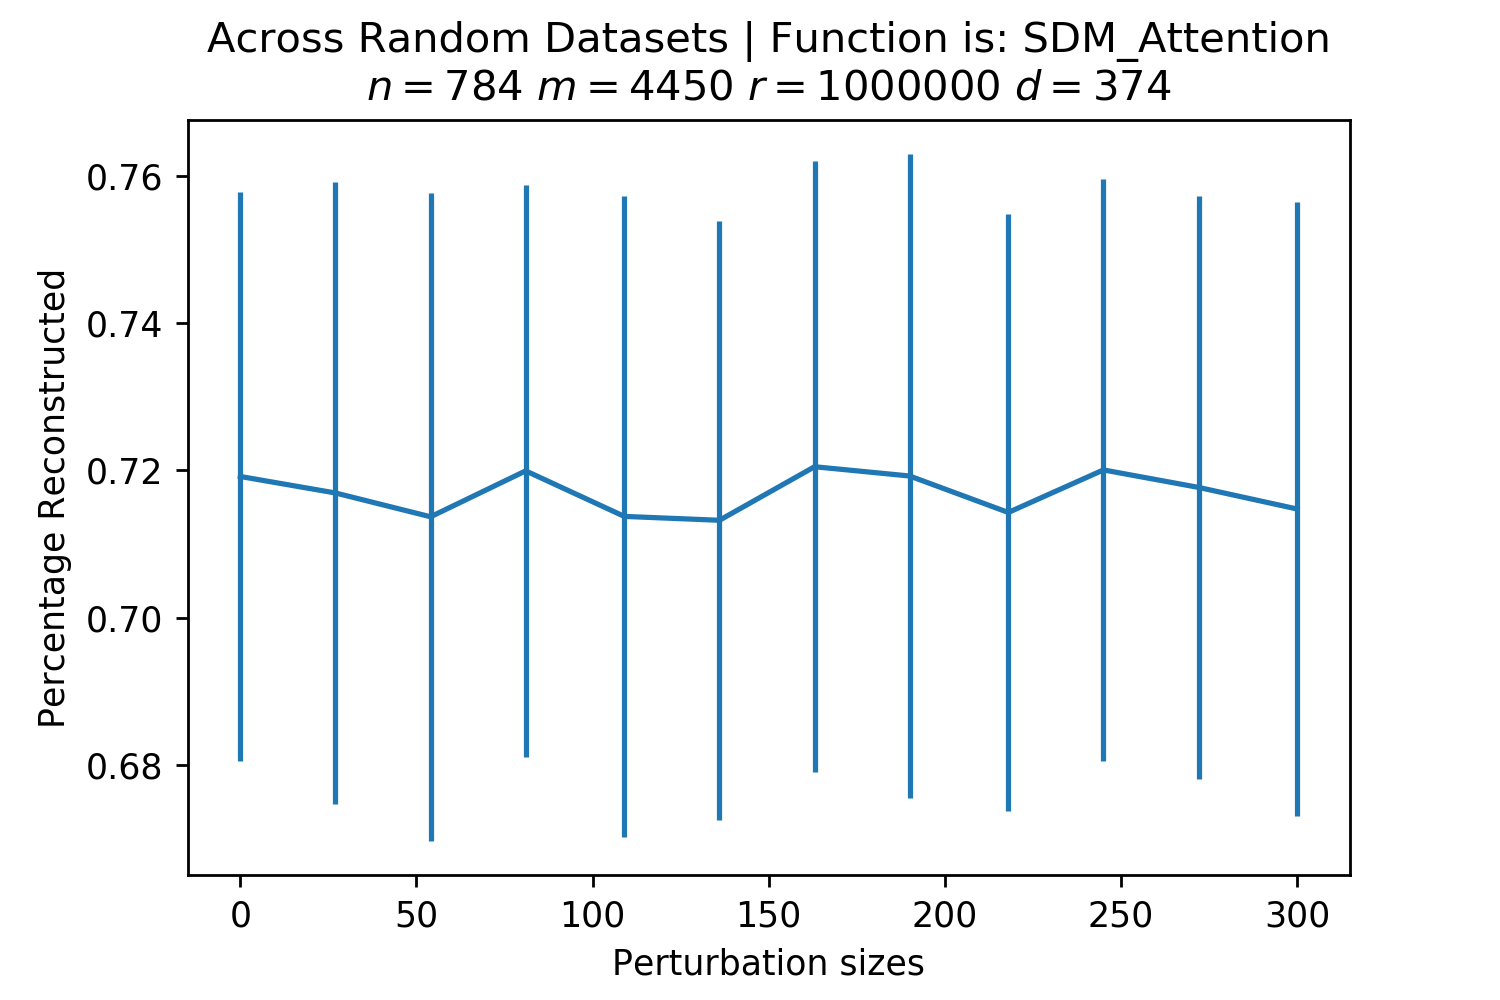 Across Random Datasets | Function is: SDM_Attention
n = 784 m = 4450 r = 1000000 d = 374
Percentage Reconstructed
0.76
0.74
0.72
0.70
0.68
0 50 100 150 200 250 300
Perturbation sizes